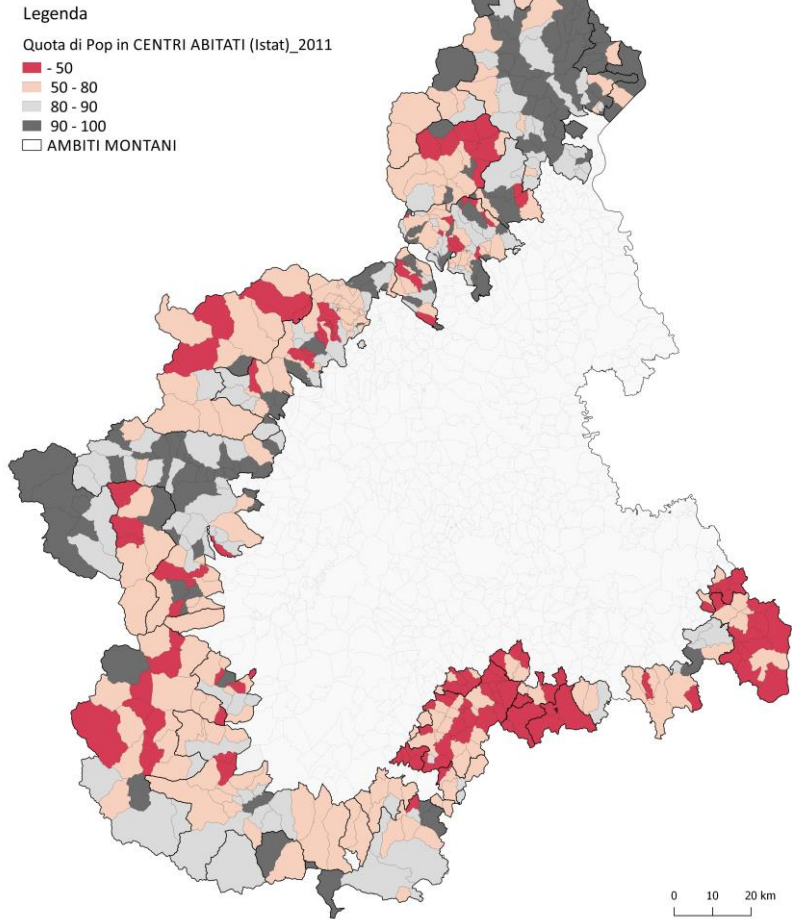 Legenda
Quota di Pop in CENTRI ABITATI (Istat)_2011
- 50
50 - 80
80 - 90
90 - 100
AMBITI MONTANI
0 10 20 km